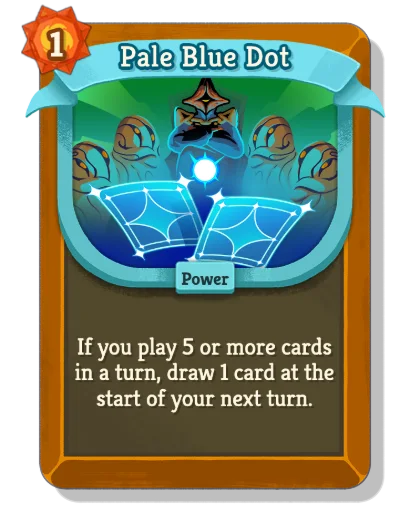 1
Pale Blue Dot
Power
If you play 5 or more cards
in a turn, draw 1 card at the
start of your next turn.